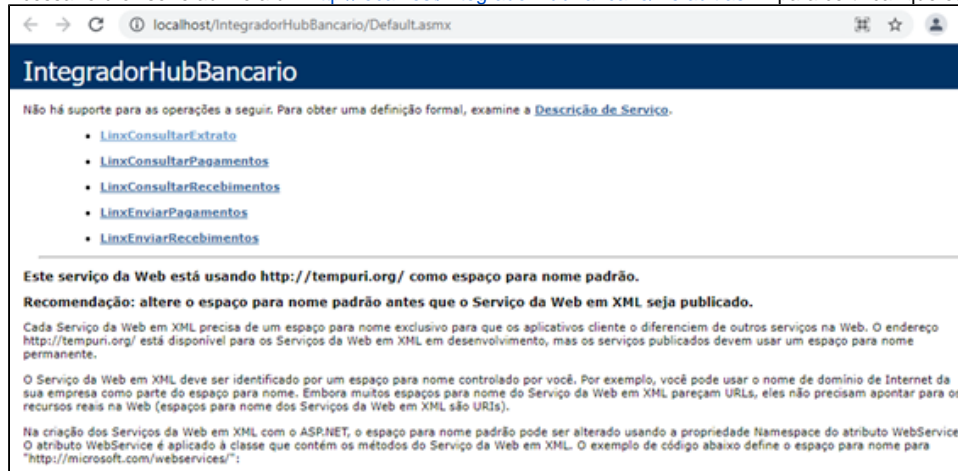 localhost/IntegradorHubBancario/Default.asmx
IntegradorHubBancario
Não há suporte para as operações a seguir. Para obter uma definição formal, examine a Descrição de Serviço.
• LinxConsultarExtrato
• LinxConsultarPagamentos
• LinxConsultarRecebimentos
• LinxEnviarPagamentos
• LinxEnviarRecebimentos
Este serviço da Web está usando http://tempuri.org/ como espaço para nome padrão.
Recomendação: altere o espaço para nome padrão antes que o Serviço da Web em XML seja publicado.
Cada Serviço da Web em XML precisa de um espaço para nome exclusivo para que os aplicativos cliente o diferenciem de outros serviços na Web. O endereço
http://tempuri.org/ está disponível para os Serviços da Web em XML em desenvolvimento, mas os serviços publicados devem usar um espaço para nome
permanente.
O Serviço da Web em XML deve ser identificado por um espaço para nome controlado por você. Por exemplo, você pode usar o nome de domínio de Internet da
sua empresa como parte do espaço para nome. Embora muitos espaços para nome do Serviço da Web em XML pareçam URLs, eles não precisam apontar para os
recursos reais na Web (espaços para nome dos Serviços da Web em XML são URIs).
Na criação dos Serviços da Web em XML com o ASP.NET, o espaço para nome padrão pode ser alterado usando a propriedade Namespace do atributo WebService
O atributo WebService é aplicado à classe que contém os métodos do Serviço da Web em XML. O exemplo de código abaixo define o espaço para nome para
"http://microsoft.com/webservices/":